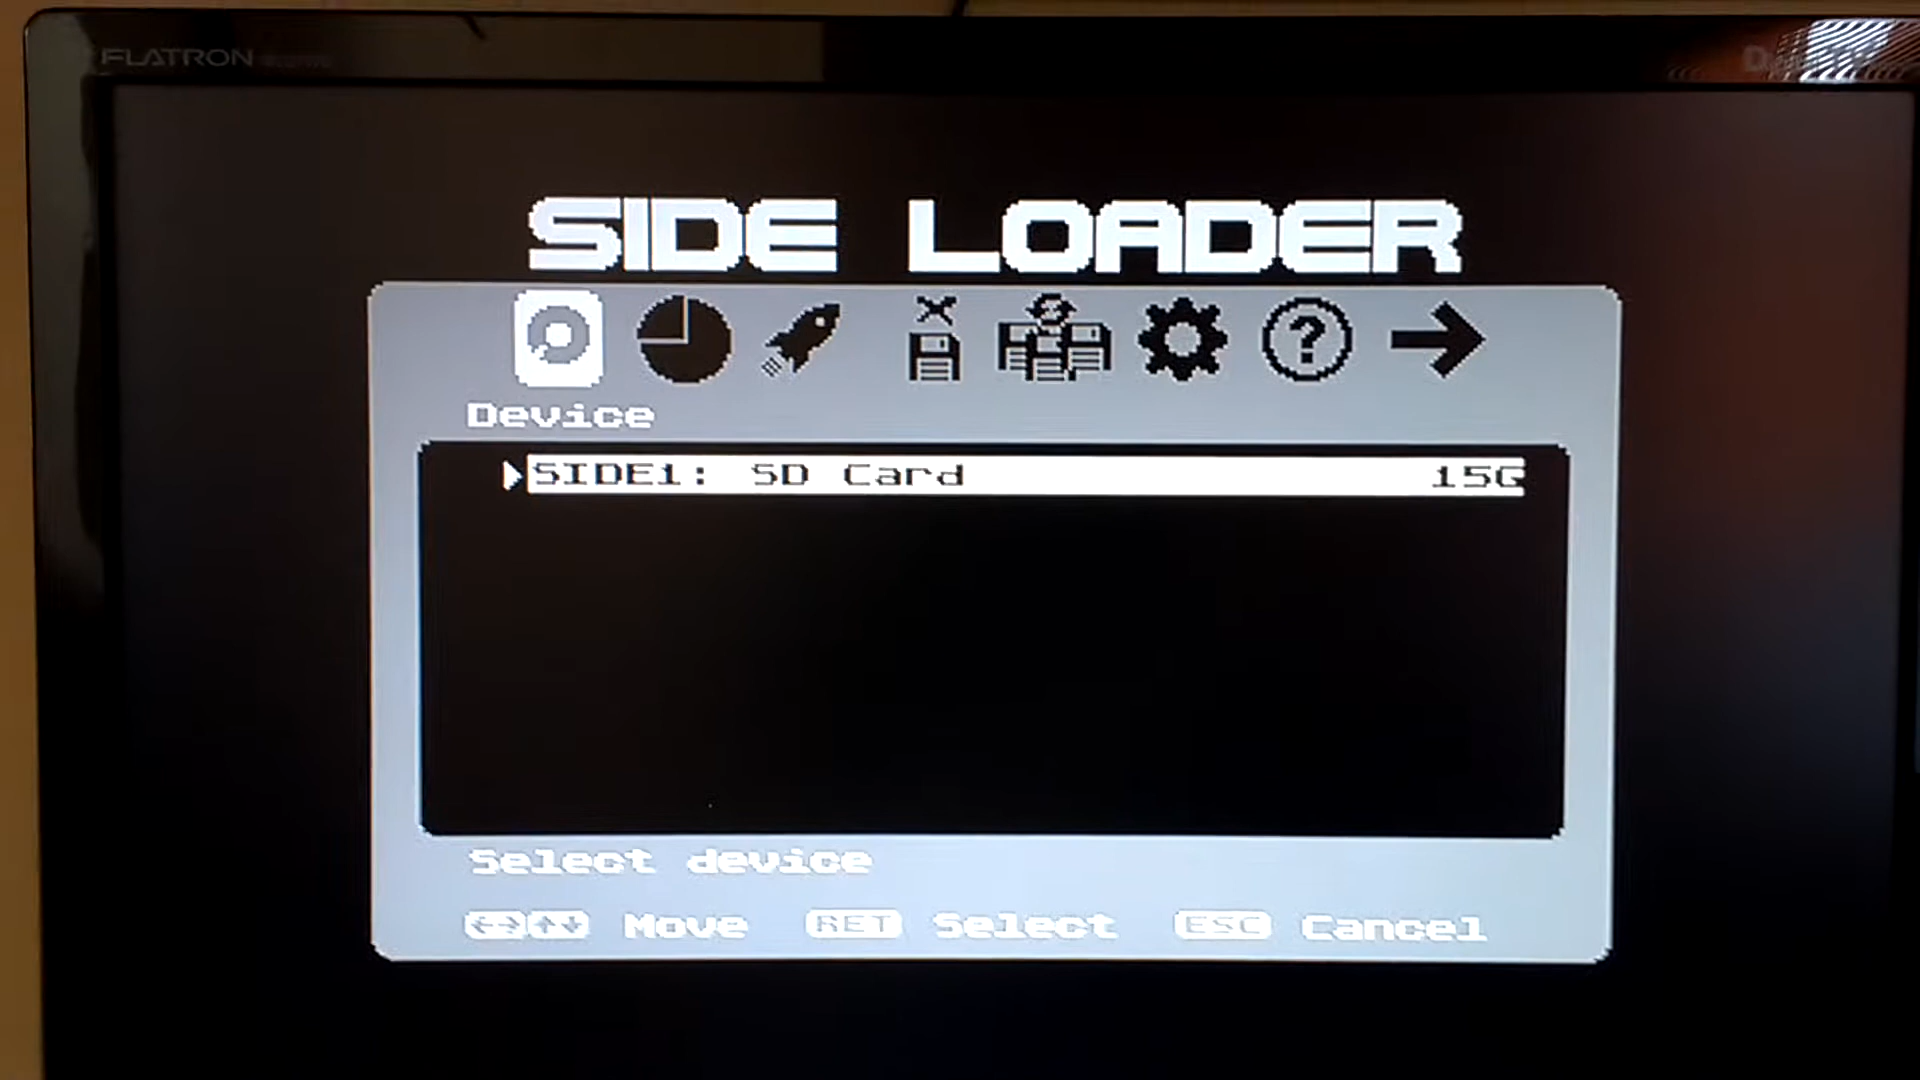 FLATRON
SIDE LOADER
Device
SIDE1: SD Card 15G
Select device
Move RET Select ESC Cancel